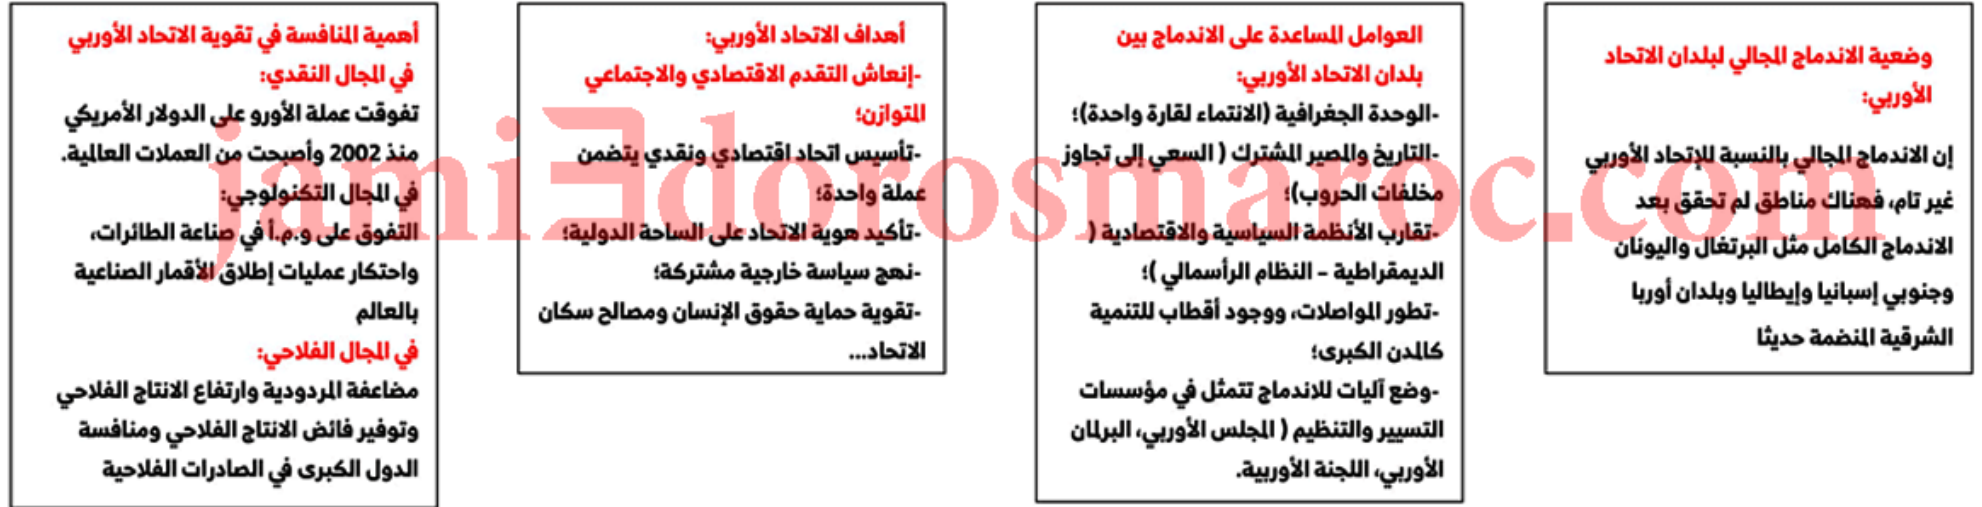 وضعية الاندماج المجالي لبلدان الاتحاد
الأوربي:
إن الاندماج المجالي بالنسبة للإتحاد الأوربي
غير تام، فهناك مناطق لم تحقق بعد
الاندماج الكامل مثل البرتغال واليونان
وجنوبي إسبانيا وإيطاليا وبلدان أوربا
الشرقية المنضمة حديثا
العوامل المساعدة على الاندماج بين
بلدان الاتحاد الأوربي:
-الوحدة الجغرافية (الانتماء لقارة واحدة)؛
-التاريخ والمصير المشترك ( السعي إلى تجاوز
مخلفات الحروب)؛
-تقارب الأنظمة السياسية والاقتصادية (
الديمقراطية – النظام الرأسمالي )؛
-تطور المواصلات، ووجود أقطاب للتنمية
كالمدن الكبرى؛
-وضع آليات للاندماج تتمثل في مؤسسات
التسيير والتنظيم ( المجلس الأوربي، البرلمان
الأوربي، اللجنة الأوربية.
أهداف الاتحاد الأوربي:
-إنعاش التقدم الاقتصادي والاجتماعي
المتوازن؛
-تأسيس اتحاد اقتصادي ونقدي يتضمن
عملة واحدة؛
-تأكيد هوية الاتحاد على الساحة الدولية؛
-نهج سياسة خارجية مشتركة؛
-تقوية حماية حقوق الإنسان ومصالح سكان
الاتحاد...
أهمية المنافسة في تقوية الاتحاد الأوربي
في المجال النقدي:
تفوقت عملة الأورو على الدولار الأمريكي
منذ 2002 وأصبحت من العملات العالمية.
في المجال التكنولوجي:
التفوق على و.م.أ في صناعة الطائرات،
واحتكار عمليات إطلاق الأقمار الصناعية
بالعالم
في المجال الفلاحي:
مضاعفة المردودية وارتفاع الانتاج الفلاحي
وتوفير فائض الانتاج الفلاحي ومنافسة
الدول الكبرى في الصادرات الفلاحية
jami3dorosmaroc.com